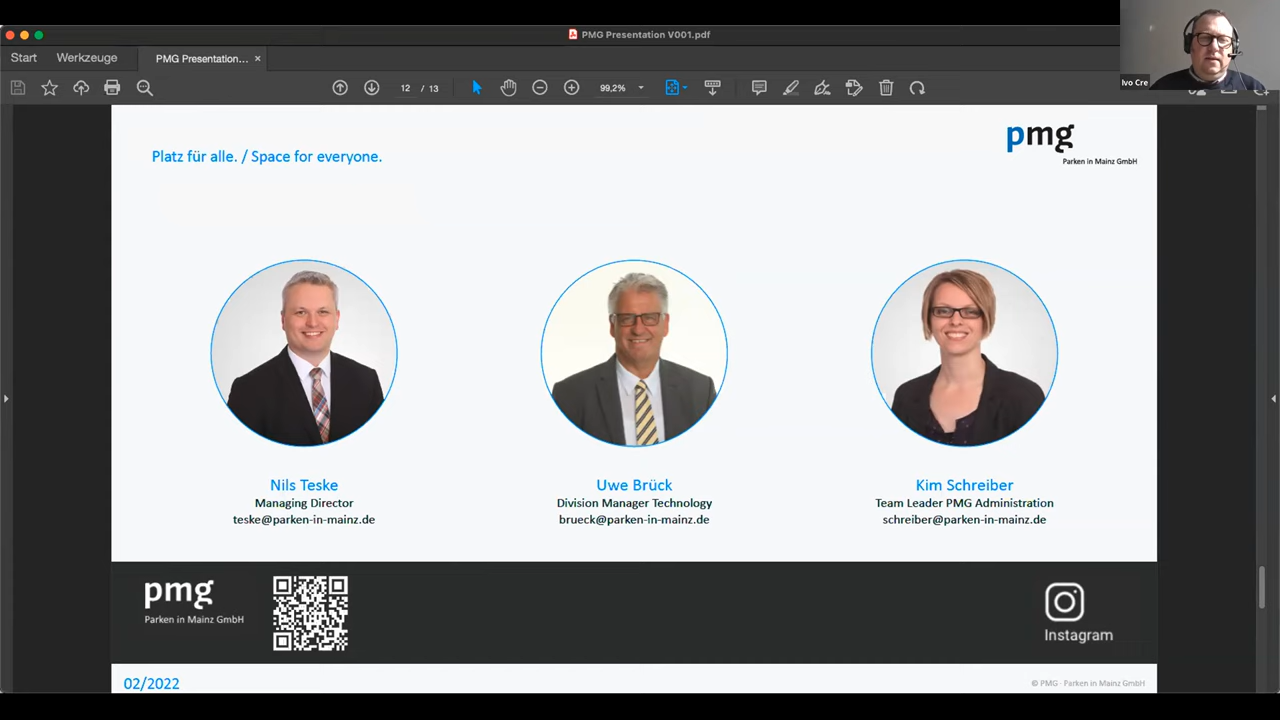 PMG Presentation V001.pdf
Start
Werkzeuge
PMG Presentation...
12 / 13
99,2%
Ivo Cre
Platz für alle. / Space for everyone.
pmg
Parken in Mainz GmbH
Nils Teske
Managing Director
teske@parken-in-mainz.de
Uwe Brück
Division Manager Technology
brueck@parken-in-mainz.de
Kim Schreiber
Team Leader PMG Administration
schreiber@parken-in-mainz.de
pmg
Parken in Mainz GmbH
Instagram
02/2022
© PMG - Parken in Mainz GmbH